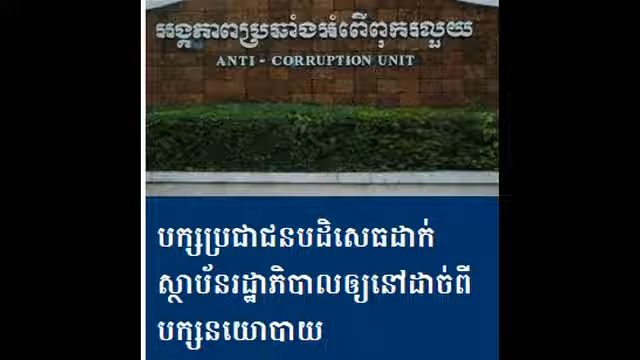 អង្គភាពប្រឆាំងអំពើពុករលួយ
ANTI - CORRUPTION UNIT
បក្សប្រជាជនបដិសេធដាក់
ស្ថាប័នរដ្ឋាភិបាលឲ្យនៅដាច់ពី
បក្សនយោបាយ